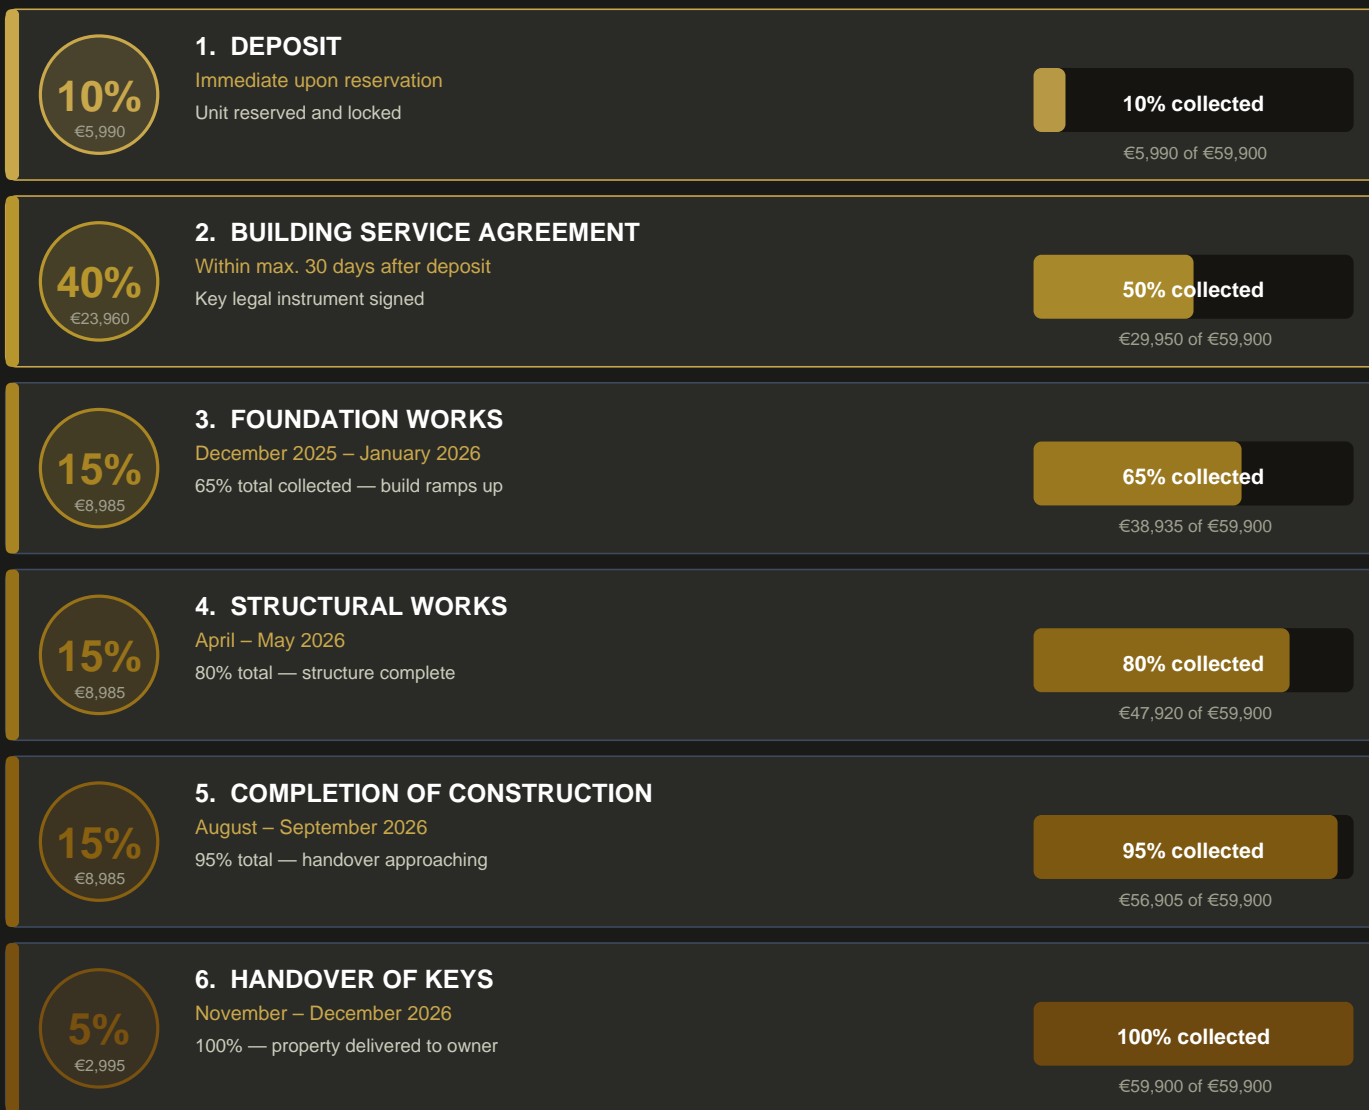 1. DEPOSIT
Immediate upon reservation
Unit reserved and locked
10%
€5,990
10% collected
€5,990 of €59,900
2. BUILDING SERVICE AGREEMENT
Within max. 30 days after deposit
Key legal instrument signed
40%
€23,960
50% collected
€29,950 of €59,900
3. FOUNDATION WORKS
December 2025 – January 2026
65% total collected — build ramps up
15%
€8,985
65% collected
€38,935 of €59,900
4. STRUCTURAL WORKS
April – May 2026
80% total — structure complete
15%
€8,985
80% collected
€47,920 of €59,900
5. COMPLETION OF CONSTRUCTION
August – September 2026
95% total — handover approaching
15%
€8,985
95% collected
€56,905 of €59,900
6. HANDOVER OF KEYS
November – December 2026
100% — property delivered to owner
5%
€2,995
100% collected
€59,900 of €59,900